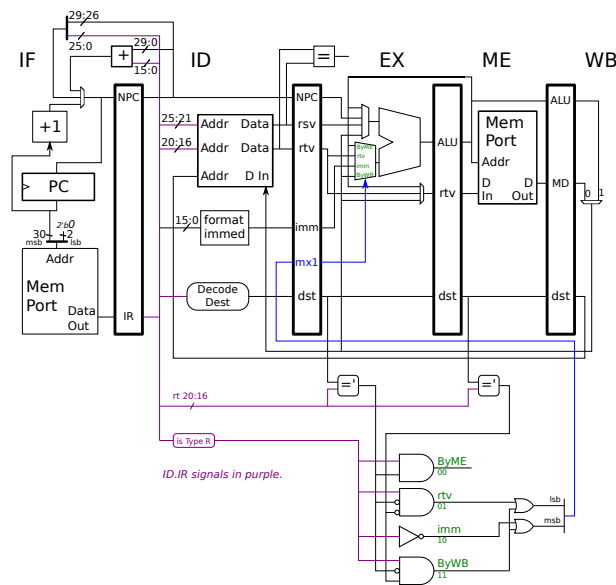 29:26
25:0
29:0
15:0
IF
ID
EX
ME
WB
+
=
+1
PC
NPC
25:21
20:16
Addr
Data
Addr
Data
Addr
D In
NPC
rsv
rtv
ByME
rtv
imm
ByWB
ALU
rtv
Mem
Port
Addr
D
In
D
Out
ALU
MD
0
1
2'b0
30
2
msb
lsb
Addr
Mem
Port
Data
Out
IR
15:0
format
immed
imm
mx1
Decode
Dest
dst
dst
dst
='
='
rt 20:16
is Type R
ID.IR signals in purple.
ByME
00
rtv
01
imm
10
ByWB
11
lsb
msb